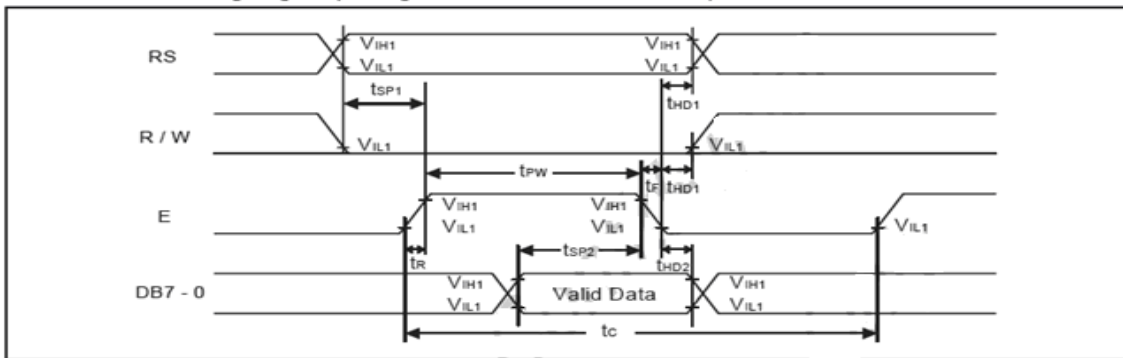 RS
VIH1
VIL1
VIH1
VIL1
tSP1
tHD1
R / W
VIL1
VIL1
tPW
tF
tHD1
E
VIH1
VIL1
VIH1
VIL1
VIL1
tR
tSP2
tHD2
DB7 - 0
VIH1
VIL1
Valid Data
VIH1
VIL1
tC